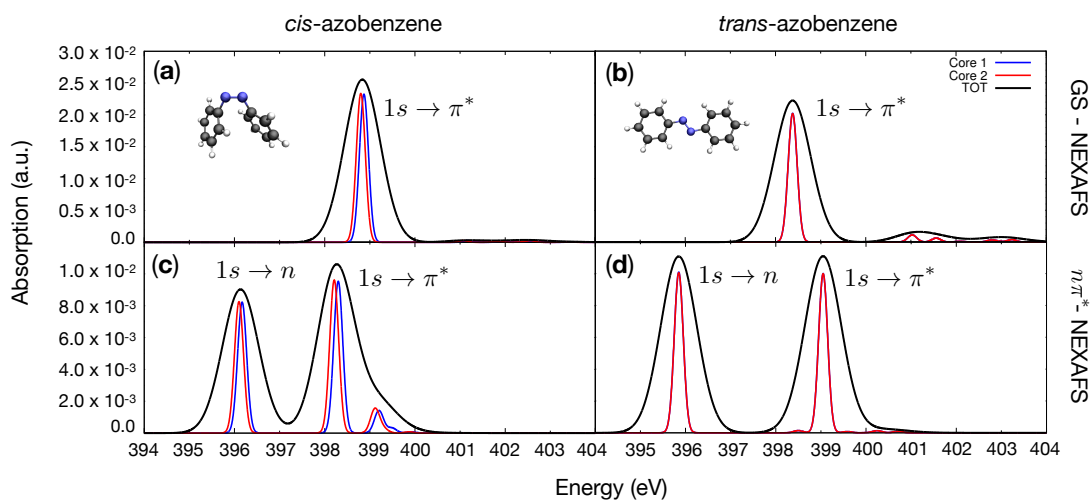 cis-azobenzene
trans-azobenzene
3.0 x 10⁻²
2.5 x 10⁻²
2.0 x 10⁻²
1.5 x 10⁻²
1.0 x 10⁻²
0.5 x 10⁻³
0.0
(a)
1s → π*
(b)
1s → π*
Core 1
Core 2
TOT
GS - NEXAFS
1.0 x 10⁻²
8.0 x 10⁻³
6.0 x 10⁻³
4.0 x 10⁻³
2.0 x 10⁻³
0.0
(c)
1s → n
1s → π*
(d)
1s → n
1s → π*
nπ*- NEXAFS
Absorption (a.u.)
394 395 396 397 398 399 400 401 402 403 404
395 396 397 398 399 400 401 402 403 404
Energy (eV)